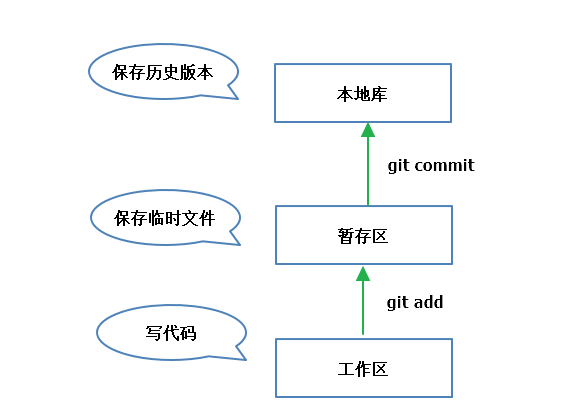 保存历史版本
本地库
git commit
保存临时文件
暂存区
git add
写代码
工作区